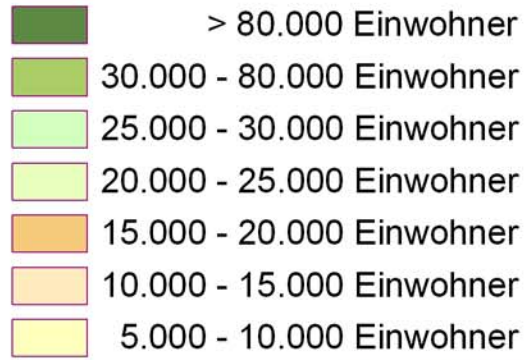 > 80.000 Einwohner
30.000 - 80.000 Einwohner
25.000 - 30.000 Einwohner
20.000 - 25.000 Einwohner
15.000 - 20.000 Einwohner
10.000 - 15.000 Einwohner
5.000 - 10.000 Einwohner